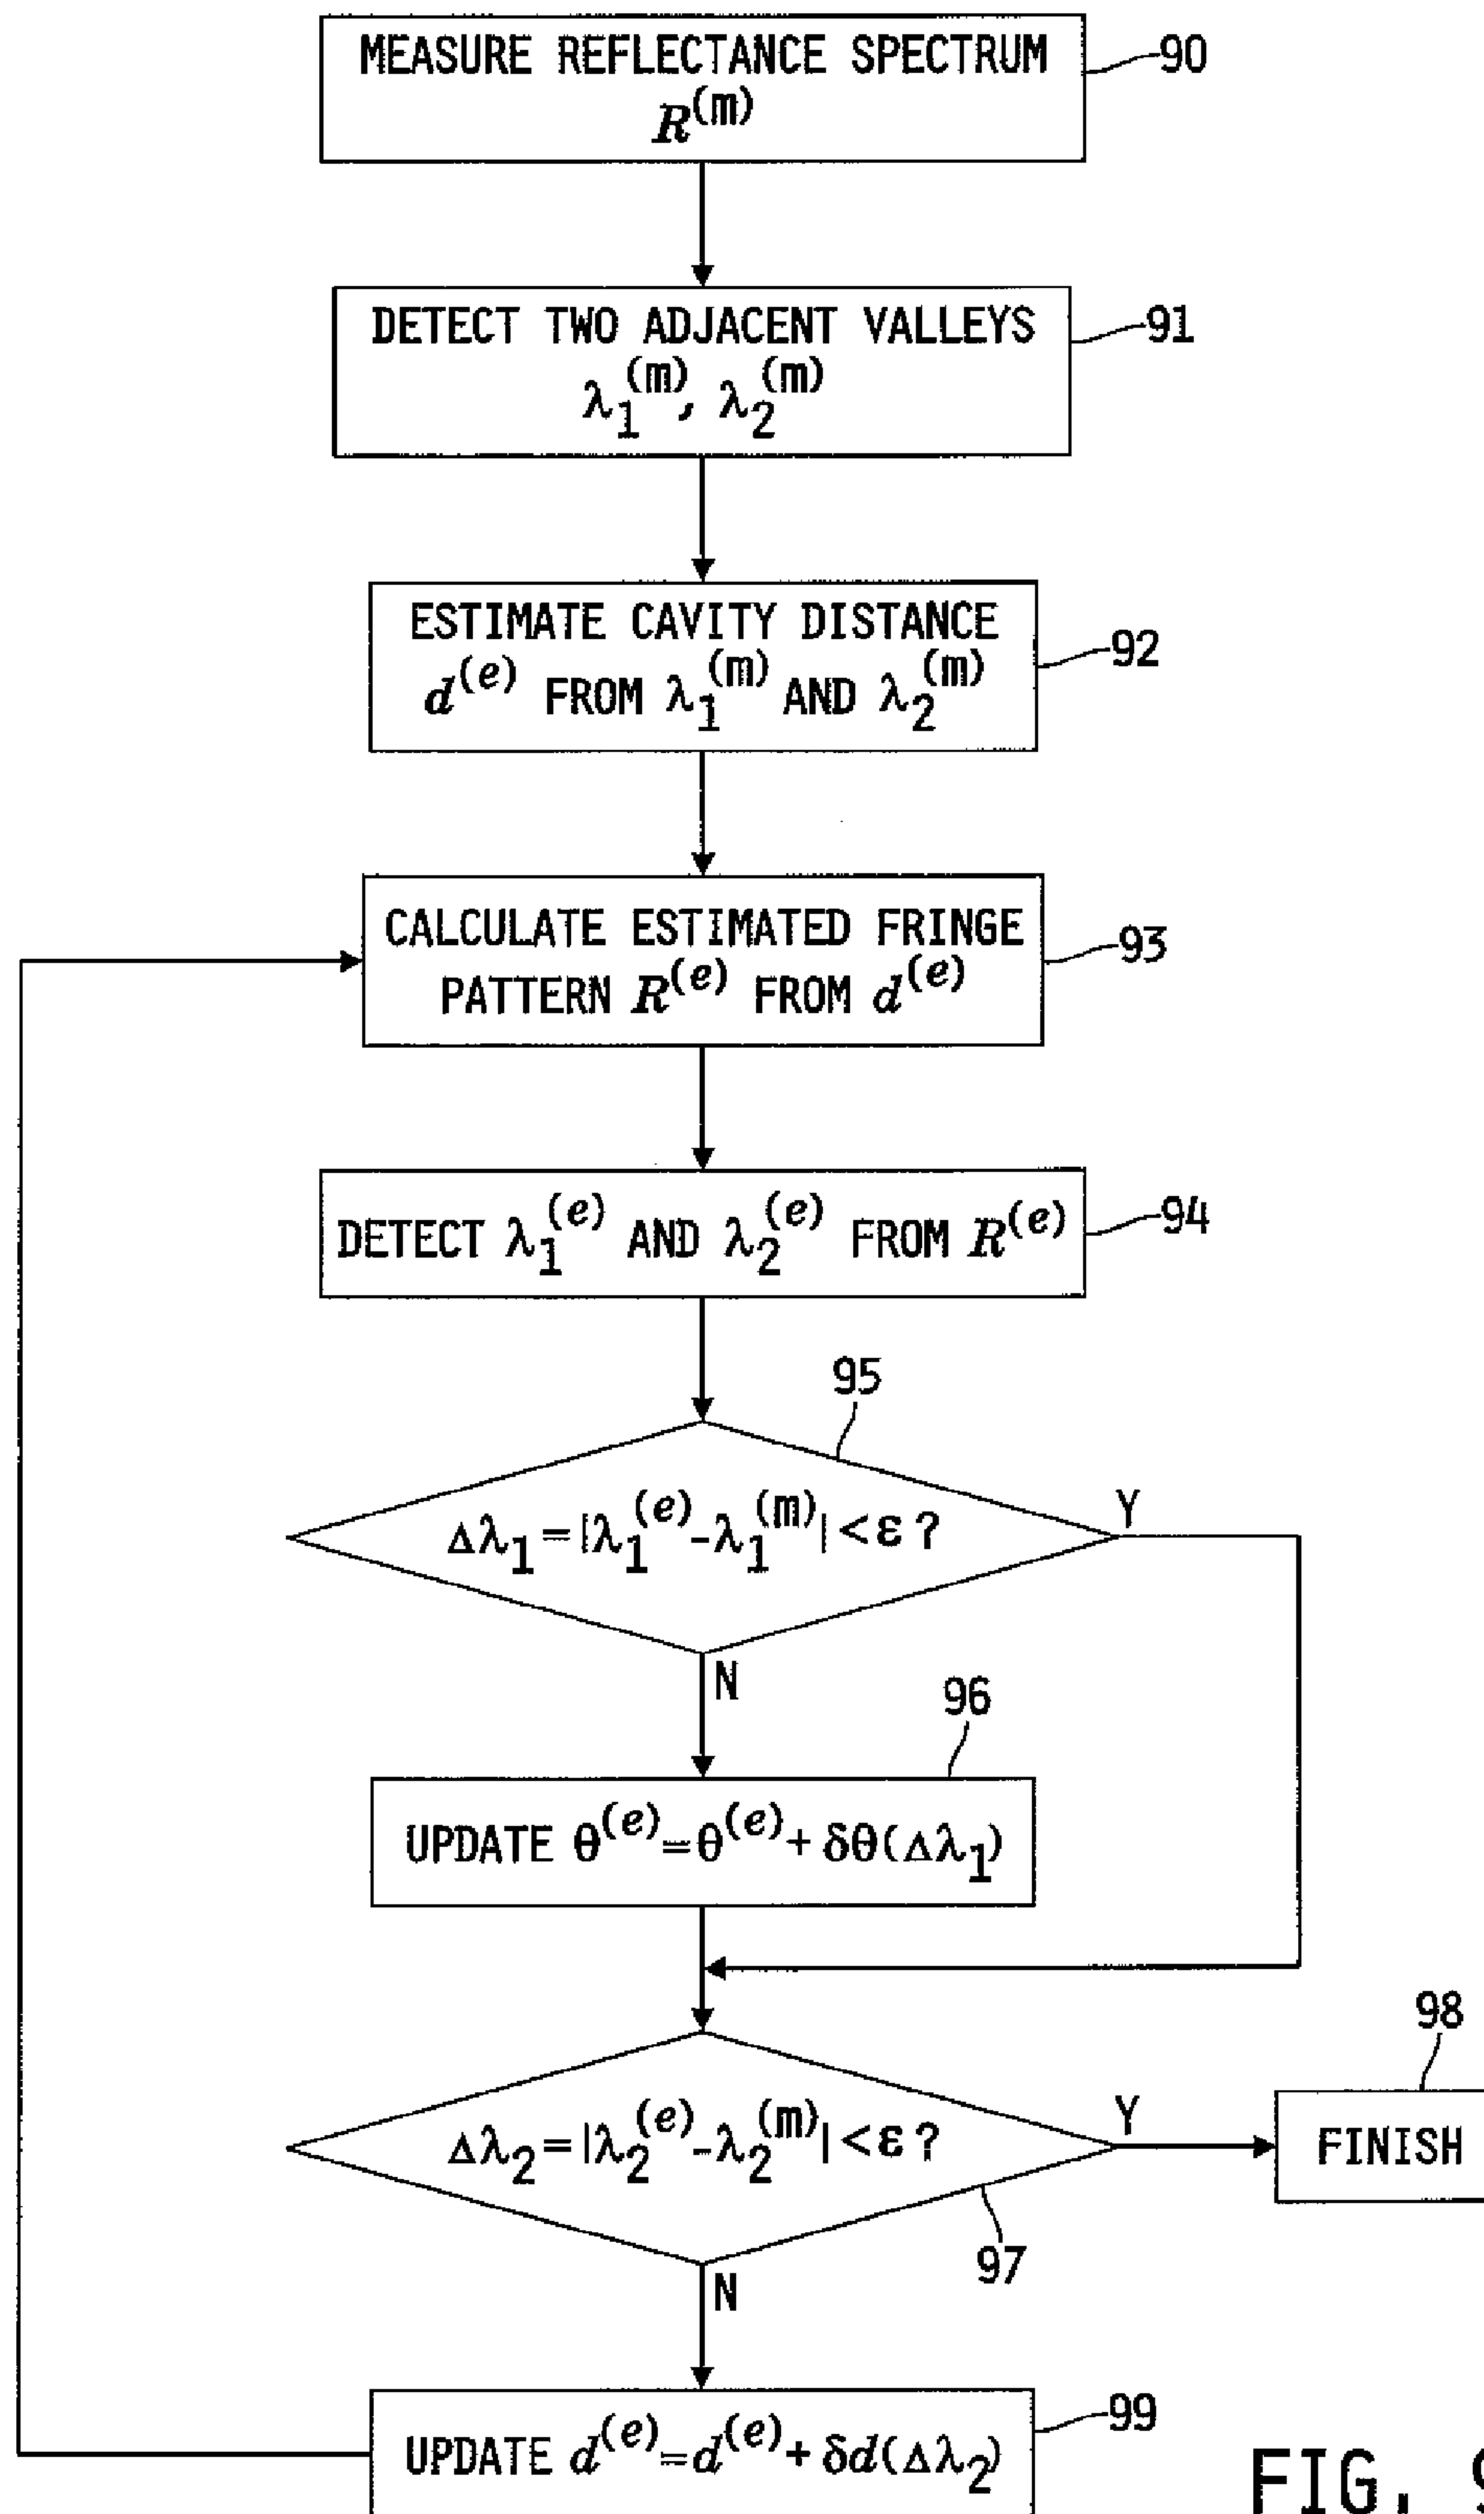 MEASURE REFLECTANCE SPECTRUM
R^(m)
90
DETECT TWO ADJACENT VALLEYS
λ₁^(m), λ₂^(m)
91
ESTIMATE CAVITY DISTANCE
d^(e) FROM λ₁^(m) AND λ₂^(m)
92
CALCULATE ESTIMATED FRINGE
PATTERN R^(e) FROM d^(e)
93
DETECT λ₁^(e) AND λ₂^(e) FROM R^(e)
94
95
Δλ₁=|λ₁^(e)-λ₁^(m)|<ε?
Y
N
96
UPDATE θ^(e)=θ^(e)+δθ(Δλ₁)
98
Δλ₂=|λ₂^(e)-λ₂^(m)|<ε?
Y
FINISH
97
N
99
UPDATE d^(e)=d^(e)+δd(Δλ₂)
FIG. 9